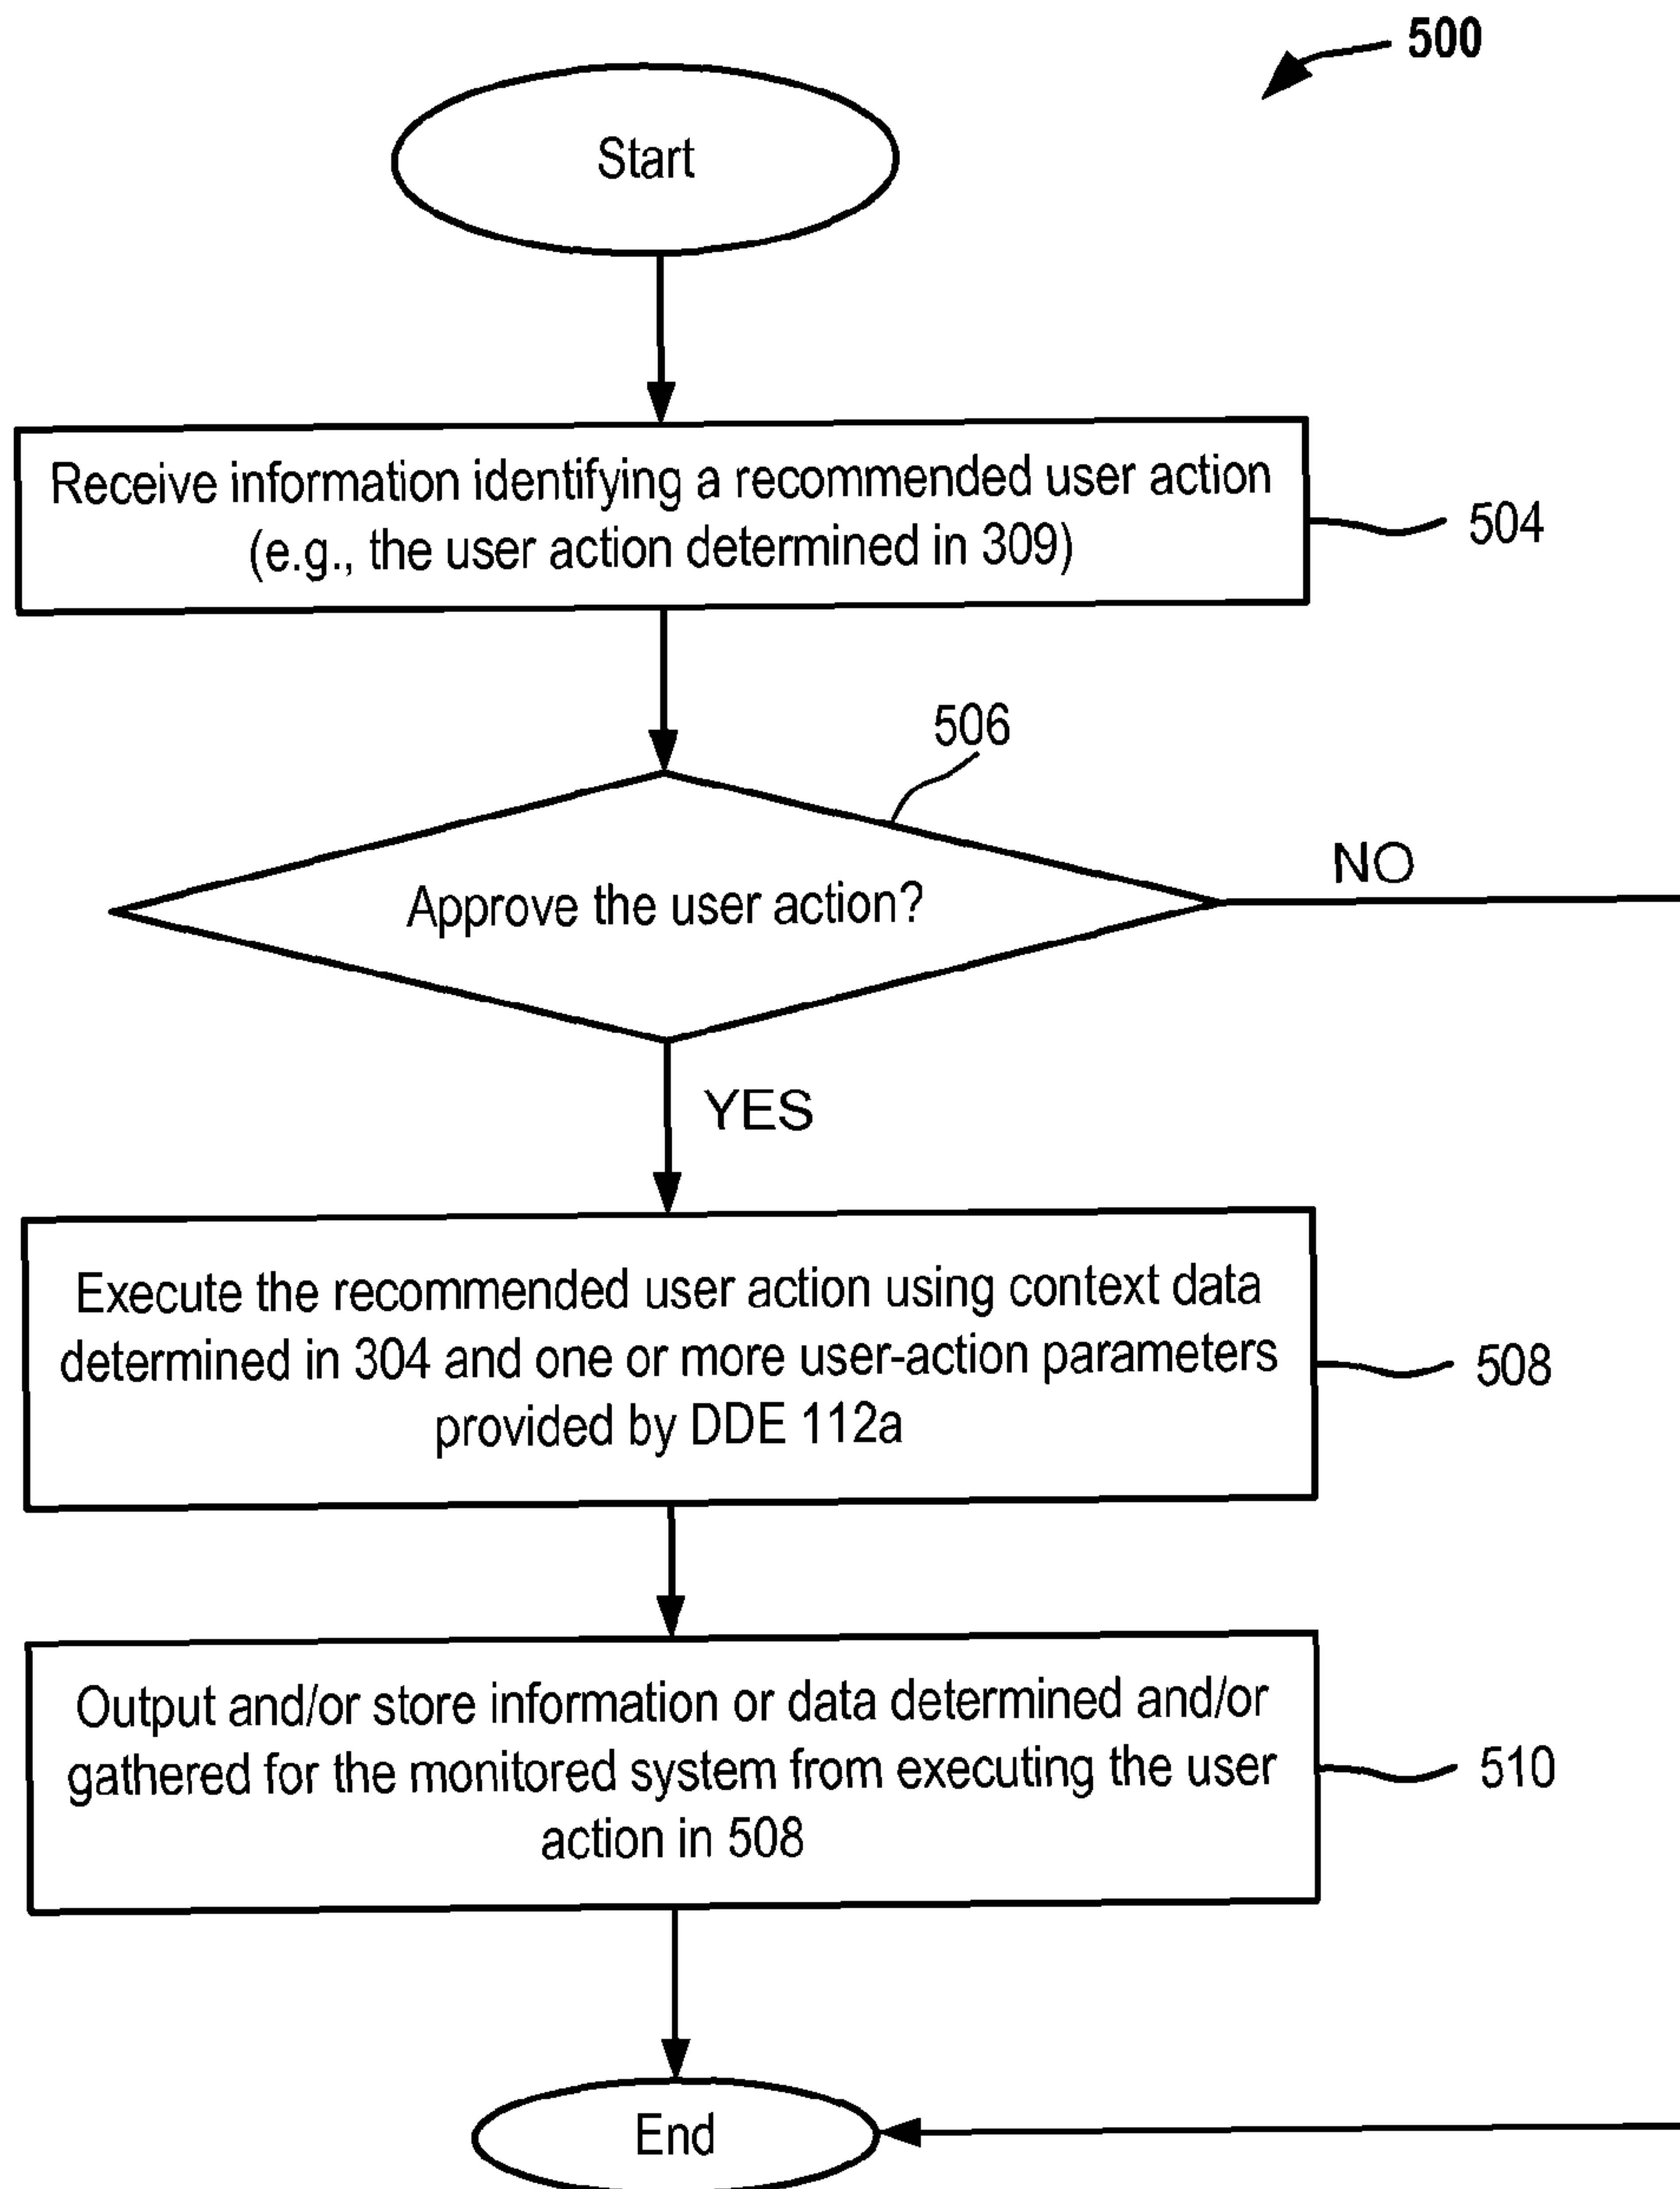 500
Start
Receive information identifying a recommended user action
(e.g., the user action determined in 309)
504
506
Approve the user action?
NO
YES
Execute the recommended user action using context data
determined in 304 and one or more user-action parameters
provided by DDE 112a
508
Output and/or store information or data determined and/or
gathered for the monitored system from executing the user
action in 508
510
End